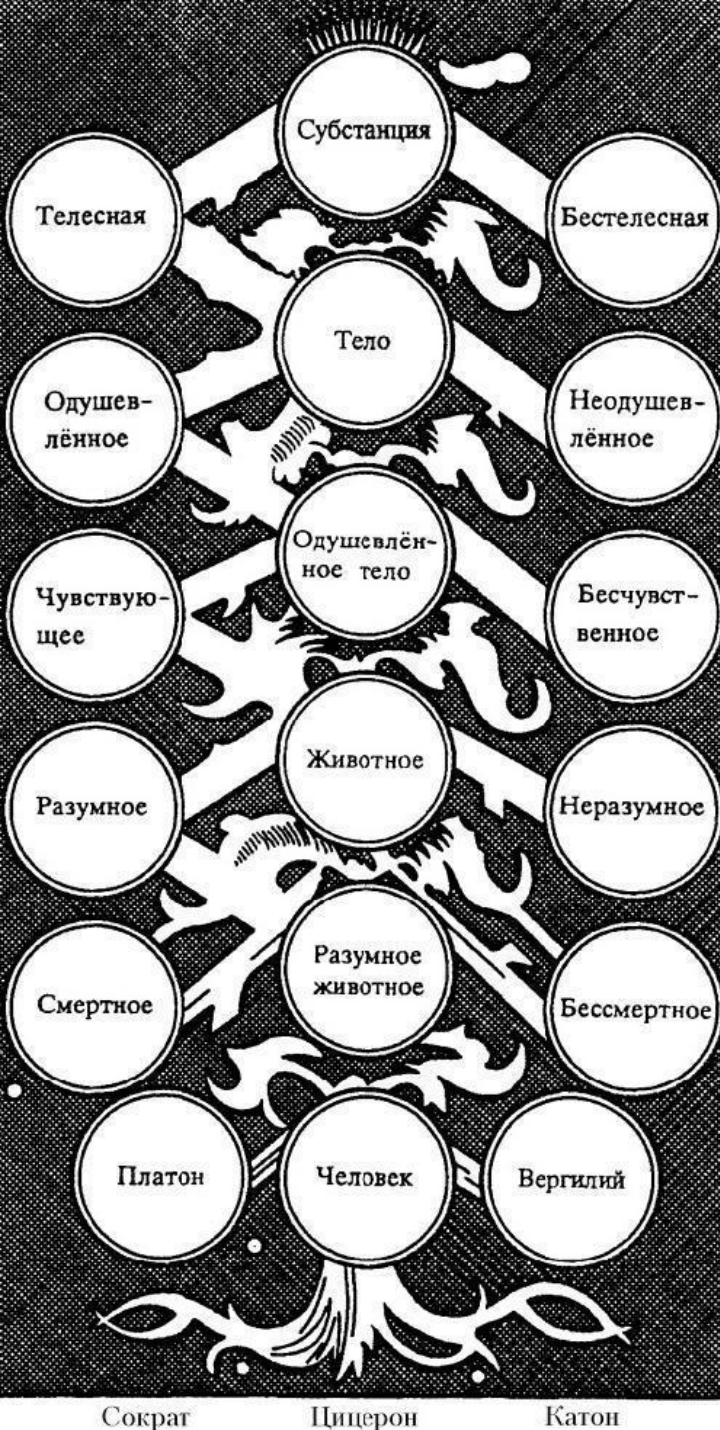 Субстанция
Телесная
Бестелесная
Тело
Одушев-
лённое
Неодушев-
лённое
Одушевлён-
ное тело
Чувствую-
щее
Бесчувст-
венное
Животное
Разумное
Неразумное
Разумное
животное
Смертное
Бессмертное
Платон
Человек
Вергилий
Сократ
Цицерон
Катон